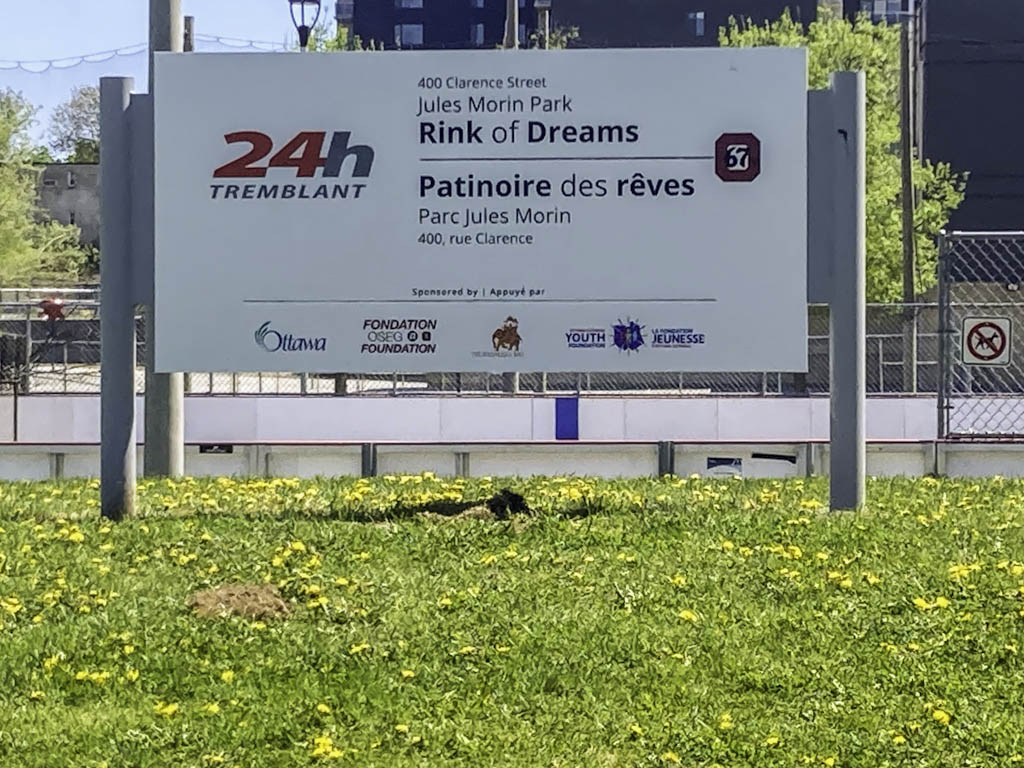 400 Clarence Street
Jules Morin Park
Rink of Dreams
24h
TREMBLANT
67
Patinoire des rêves
Parc Jules Morin
400, rue Clarence
Sponsored by | Appuyé par
Ottawa
FONDATION
OSEG
FOUNDATION
YOUTH
FOUNDATION
LA FONDATION
JEUNESSE